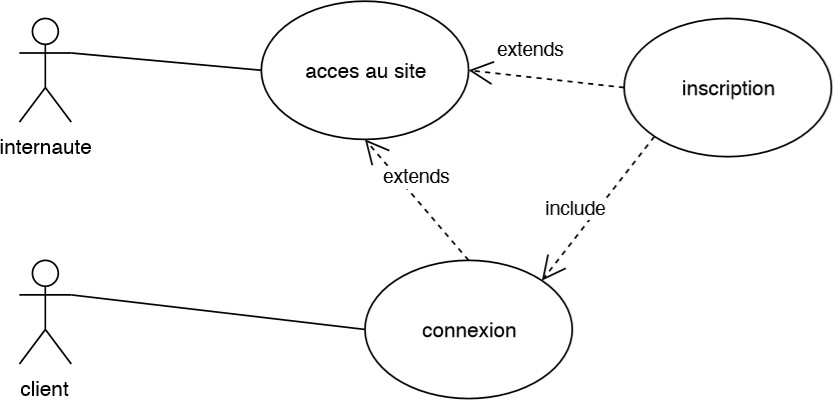 extends
acces au site
inscription
internaute
extends
include
connexion
client